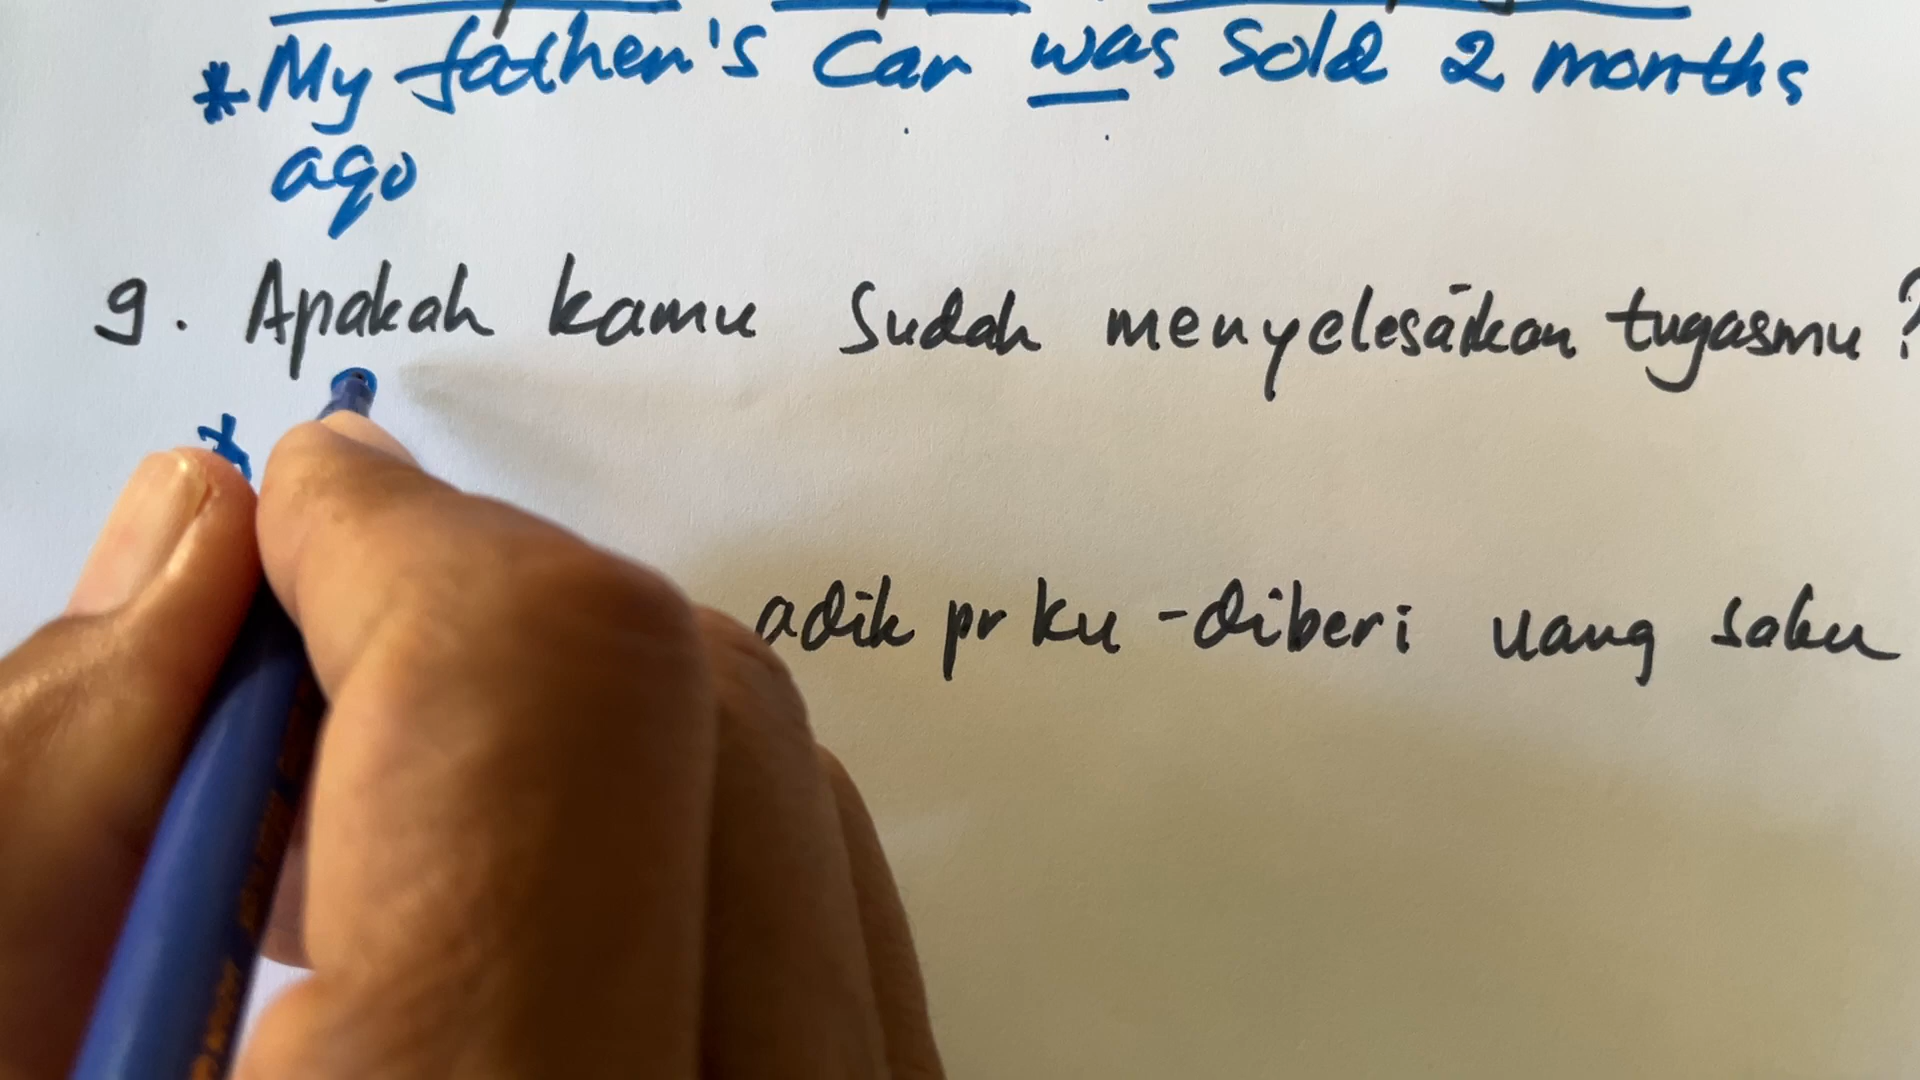 * My father's Car was Sold 2 months
ago
9. Apakah kamu Sudah menyelesaikan tugasmu ?
*
adik pr ku - diberi uang saku